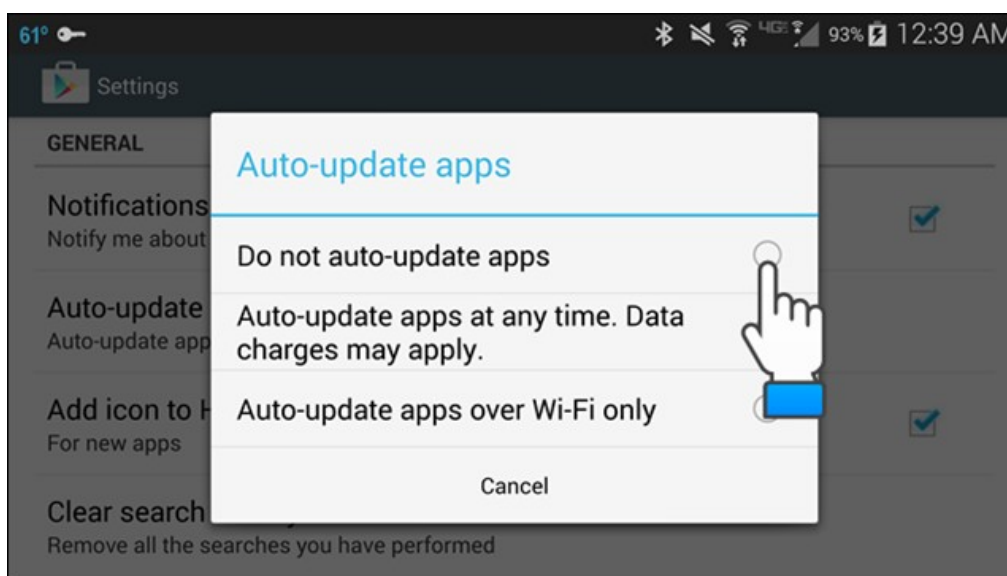 61° 4GE 93% 12:39 AM
Settings
GENERAL
Auto-update apps
Notifications
Notify me about
Do not auto-update apps
Auto-update
Auto-update app
Auto-update apps at any time. Data
charges may apply.
Add icon to H
For new apps
Auto-update apps over Wi-Fi only
Cancel
Clear search
Remove all the searches you have performed